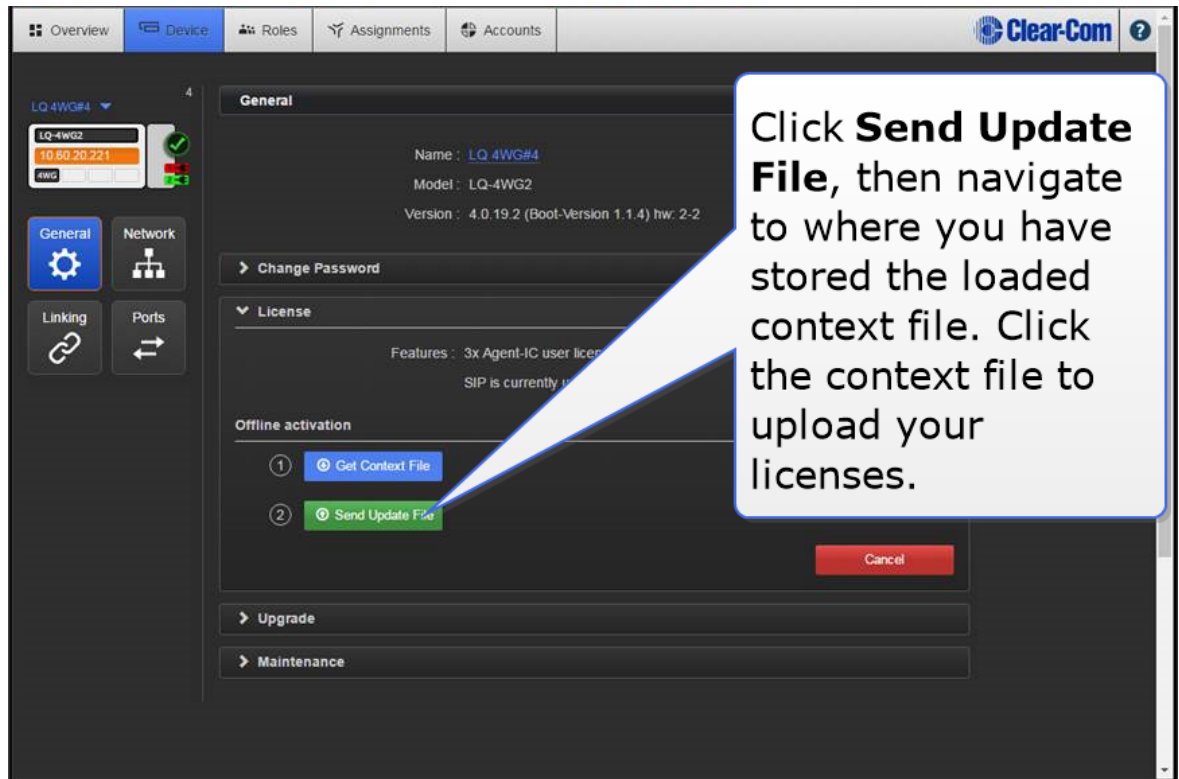 Overview Device Roles Assignments Accounts Clear-Com ?
LQ 4WG#4 4
LQ-4WG2
10.60.20.221
4WG
General
Name : LQ 4WG#4
Model : LQ-4WG2
Version : 4.0.19.2 (Boot-Version 1.1.4) hw: 2-2
General Network
Linking Ports
Change Password
License
Features : 3x Agent-IC user
SIP is currently
Offline activation
1 Get Context File
2 Send Update File
Cancel
Upgrade
Maintenance
Click Send Update
File, then navigate
to where you have
stored the loaded
context file. Click
the context file to
upload your
licenses.